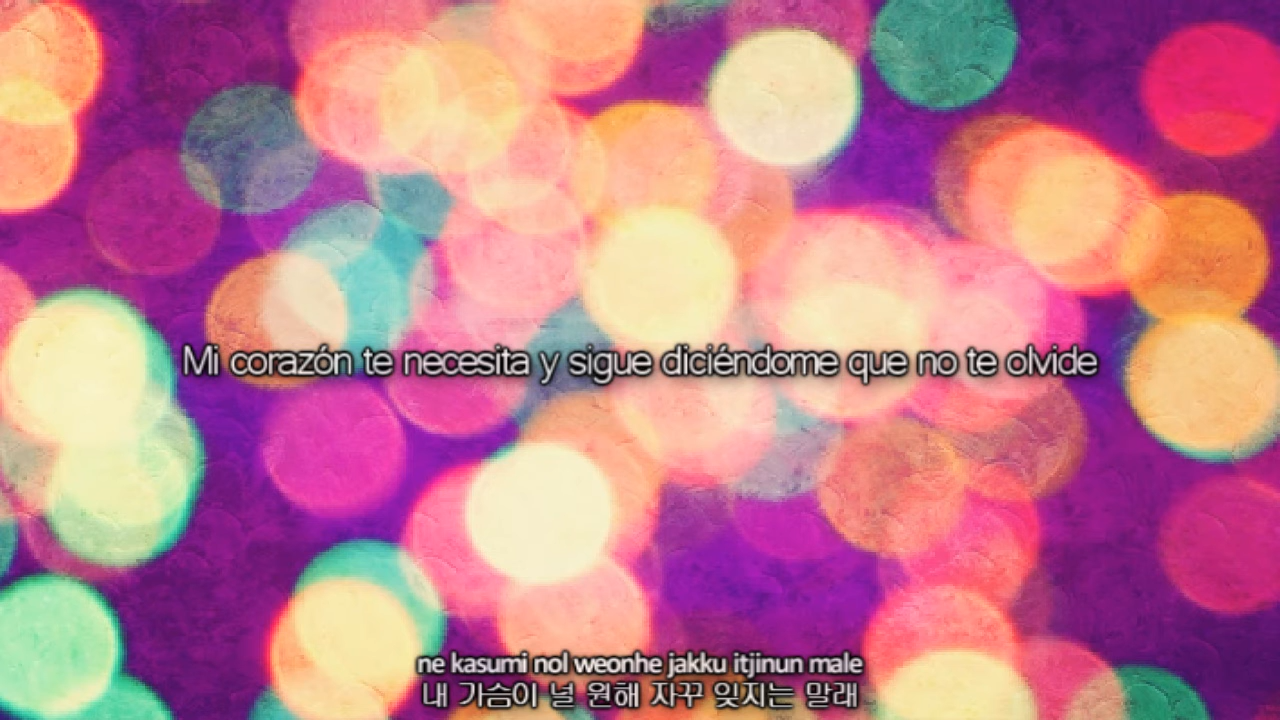 Mi corazón te necesita y sigue diciéndome que no te olvide
ne kasumi nol weonhe jakku itjinun male
내 가슴이 널 원해 자꾸 잊지는 말래